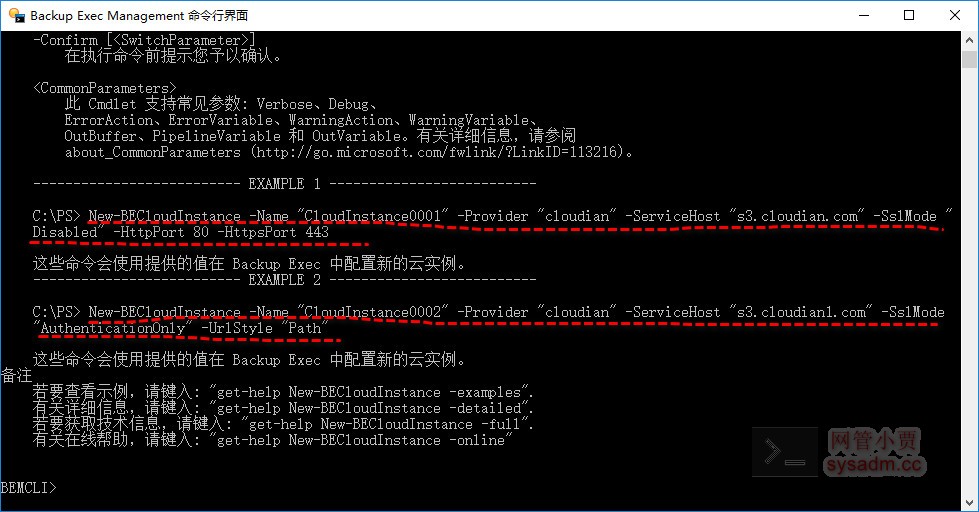 Backup Exec Management 命令行界面
-Confirm [<SwitchParameter>]
在执行命令前提示您予以确认。
<CommonParameters>
此 Cmdlet 支持常见参数: Verbose、Debug、
ErrorAction、ErrorVariable、WarningAction、WarningVariable、
OutBuffer、PipelineVariable 和 OutVariable。有关详细信息，请参阅
about_CommonParameters (http://go.microsoft.com/fwlink/?LinkID=113216)。
-------------------------- EXAMPLE 1 --------------------------
C:\PS> New-BECloudInstance -Name "CloudInstance0001" -Provider "cloudian" -ServiceHost "s3.cloudian.com" -SslMode "
Disabled" -HttpPort 80 -HttpsPort 443
这些命令会使用提供的值在 Backup Exec 中配置新的云实例。
-------------------------- EXAMPLE 2 --------------------------
C:\PS> New-BECloudInstance -Name "CloudInstance0002" -Provider "cloudian" -ServiceHost "s3.cloudian1.com" -SslMode
"AuthenticationOnly" -UrlStyle "Path"
这些命令会使用提供的值在 Backup Exec 中配置新的云实例。
备注
若要查看示例，请键入: "get-help New-BECloudInstance -examples".
有关详细信息，请键入: "get-help New-BECloudInstance -detailed".
若要获取技术信息，请键入: "get-help New-BECloudInstance -full".
有关在线帮助，请键入: "get-help New-BECloudInstance -online"
网管小贾
sysadm.cc
BEMCLI>